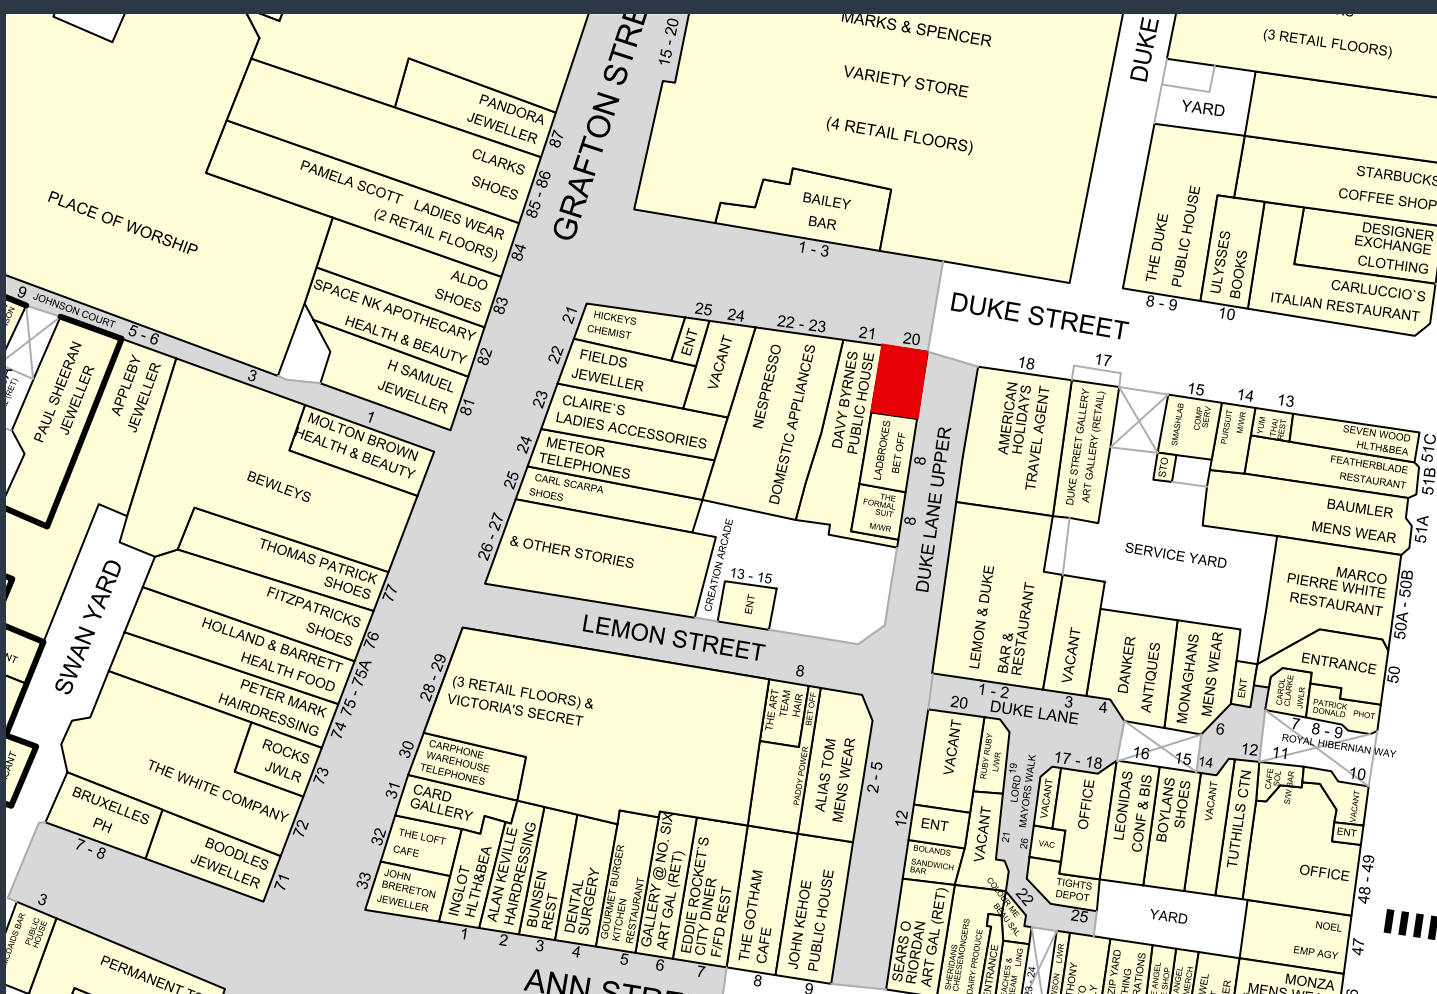 MARKS & SPENCER
VARIETY STORE
(4 RETAIL FLOORS)
15 - 20
GRAFTON STRE
DUKE
(3 RETAIL FLOORS)
YARD
PANDORA
JEWELLER
87
CLARKS
SHOES
85 - 86
PAMELA SCOTT LADIES WEAR
(2 RETAIL FLOORS)
84
PLACE OF WORSHIP
ALDO
SHOES
83
SPACE NK APOTHECARY
HEALTH & BEAUTY
82
H SAMUEL
JEWELLER
81
BAILEY
BAR
1 - 3
THE DUKE
PUBLIC HOUSE
8 - 9
ULYSSES
BOOKS
10
STARBUCKS
COFFEE SHOP
DESIGNER
EXCHANGE
CLOTHING
CARLUCCIO`S
ITALIAN RESTAURANT
DUKE STREET
9
JOHNSON COURT
5 - 6
3
1
PAUL SHEERAN
JEWELLER
APPLEBY
JEWELLER
MOLTON BROWN
HEALTH & BEAUTY
BEWLEYS
21
HICKEYS
CHEMIST
ENT
25
24
VACANT
22 - 23
NESPRESSO
DOMESTIC APPLIANCES
21
20
DAVY BYRNES
PUBLIC HOUSE
22
FIELDS
JEWELLER
23
CLAIRE`S
LADIES ACCESSORIES
24
METEOR
TELEPHONES
25
CARL SCARPA
SHOES
26 - 27
& OTHER STORIES
LADBROKES
BET OFF
8
THE
FORMAL
SUIT
M/WR
8
DUKE LANE UPPER
CREATION ARCADE
13 - 15
ENT
18
AMERICAN
HOLIDAYS
TRAVEL AGENT
17
DUKE STREET GALLERY
ART GALLERY (RETAIL)
15
SMASHLAB
COMP
SERV
14
PURSUIT
M/WR
13
YUM
THAI
REST
STO
SEVEN WOOD
HLTH&BEA
51C
FEATHERBLADE
RESTAURANT
51B
BAUMLER
MENS WEAR
51A
SERVICE YARD
MARCO
PIERRE WHITE
RESTAURANT
50A - 50B
ENTRANCE
50
LEMON & DUKE
BAR &
RESTAURANT
VACANT
DANKER
ANTIQUES
MONAGHANS
MENS WEAR
ENT
CAROL
CLARKE
JWLR
PATRICK
DONALD
PHOT
1 - 2
3
4
DUKE LANE
6
7
8 - 9
ROYAL HIBERNIAN WAY
SWAN YARD
THOMAS PATRICK
SHOES
77
FITZPATRICKS
SHOES
76
HOLLAND & BARRETT
HEALTH FOOD
75 - 75A
PETER MARK
HAIRDRESSING
74
ROCKS
JWLR
73
THE WHITE COMPANY
72
BRUXELLES
PH
7 - 8
BOODLES
JEWELLER
71
LEMON STREET
28 - 29
(3 RETAIL FLOORS) &
VICTORIA'S SECRET
8
THE ART
TEAM
HAIR
BET OFF
PADDY POWER
ALIAS TOM
MENS WEAR
2 - 5
30
CARPHONE
WAREHOUSE
TELEPHONES
31
CARD
GALLERY
32
THE LOFT
CAFE
33
JOHN
BRERETON
JEWELLER
INGLOT
HLTH&BEA
1
ALAN KEVILLE
HAIRDRESSING
2
BUNSEN
REST
3
DENTAL
SURGERY
4
GOURMET BURGER
KITCHEN
RESTAURANT
5
GALLERY @ NO. SIX
ART GAL (RET)
6
EDDIE ROCKET`S
CITY DINER
F/FD REST
7
THE GOTHAM
CAFE
8
JOHN KEHOE
PUBLIC HOUSE
9
ANN STRE
20
VACANT
RUBY RUBY
L/WR
12
ENT
VACANT
BOLANDS
SANDWICH
BAR
19
LORD
MAYORS WALK
21
26
17 - 18
VACANT
OFFICE
VAC
TIGHTS
DEPOT
22
25
16
LEONIDAS
CONF & BIS
15
BOYLANS
SHOES
14
VACANT
12
TUTHILLS CTN
11
CAFE
SOL
S/W BAR
10
VACANT
ENT
OFFICE
48 - 49
YARD
NOEL
EMP AGY
47
MONZA
SEARS O
RIORDAN
ART GAL (RET)
SHERIDANS
CHEESEMONGERS
DAIRY PRODUCE
ENTRANCE
COLOUR ME
BEAU SAL
3
PUBLIC
HOUSE